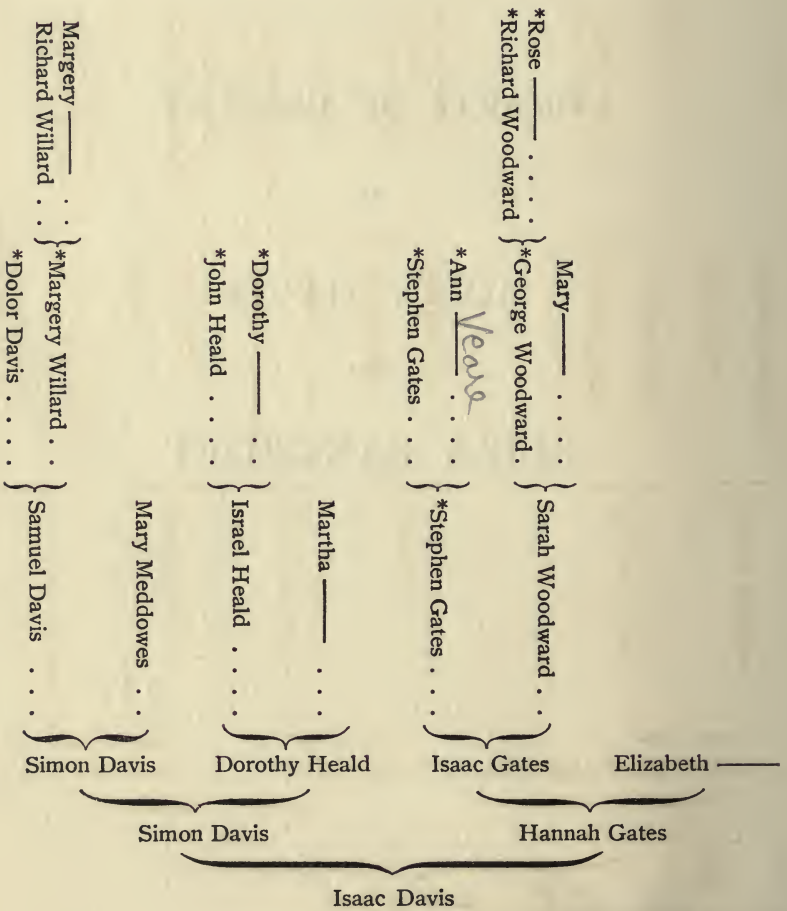 *Rose —— . . . .
*Richard Woodward
Margery —— . .
Richard Willard . .
Mary —— . . . .
*George Woodward .
*Ann Veare . . . .
*Stephen Gates . . .
*Dorothy —— . .
*John Heald . . . .
*Margery Willard . .
*Dolor Davis . . . .
Sarah Woodward . .
*Stephen Gates . . .
Martha —— . . .
Israel Heald . . . .
Mary Meddowes . .
Samuel Davis . . .
Simon Davis Dorothy Heald Isaac Gates Elizabeth ——
Simon Davis Hannah Gates
Isaac Davis